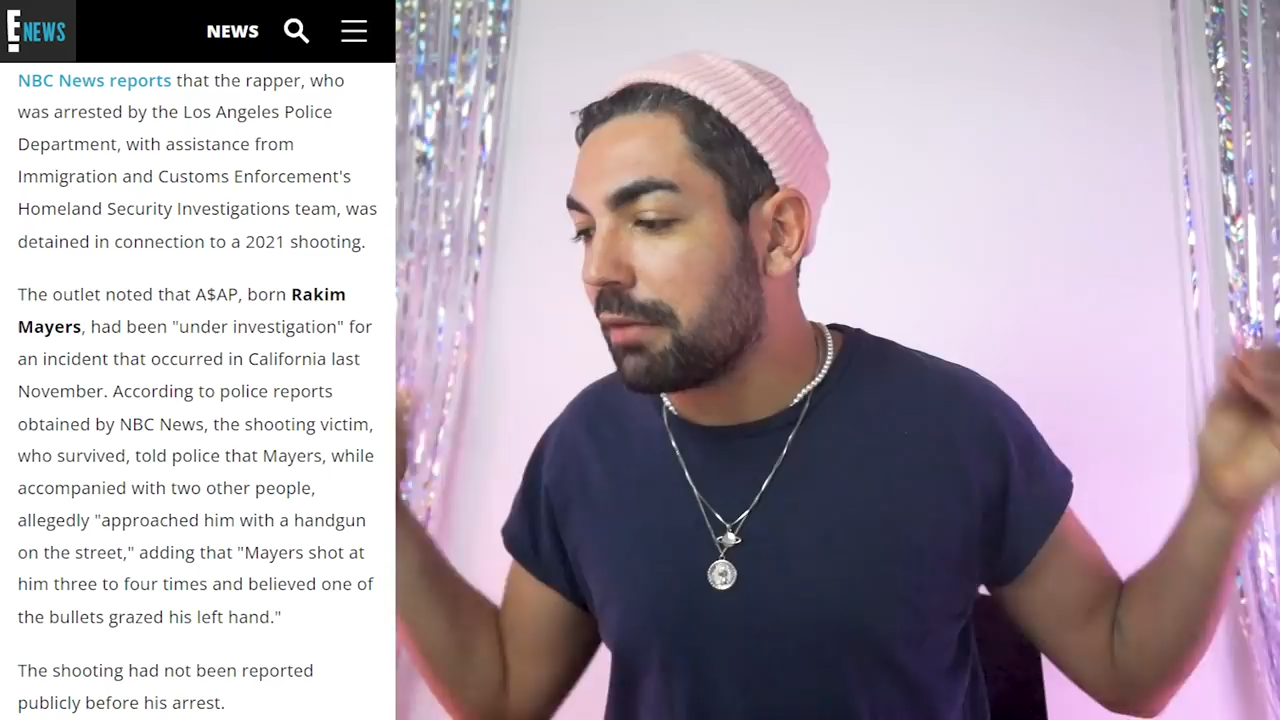 E! NEWS
NEWS
NBC News reports that the rapper, who
was arrested by the Los Angeles Police
Department, with assistance from
Immigration and Customs Enforcement's
Homeland Security Investigations team, was
detained in connection to a 2021 shooting.
The outlet noted that A$AP, born Rakim
Mayers, had been "under investigation" for
an incident that occurred in California last
November. According to police reports
obtained by NBC News, the shooting victim,
who survived, told police that Mayers, while
accompanied with two other people,
allegedly "approached him with a handgun
on the street," adding that "Mayers shot at
him three to four times and believed one of
the bullets grazed his left hand."
The shooting had not been reported
publicly before his arrest.